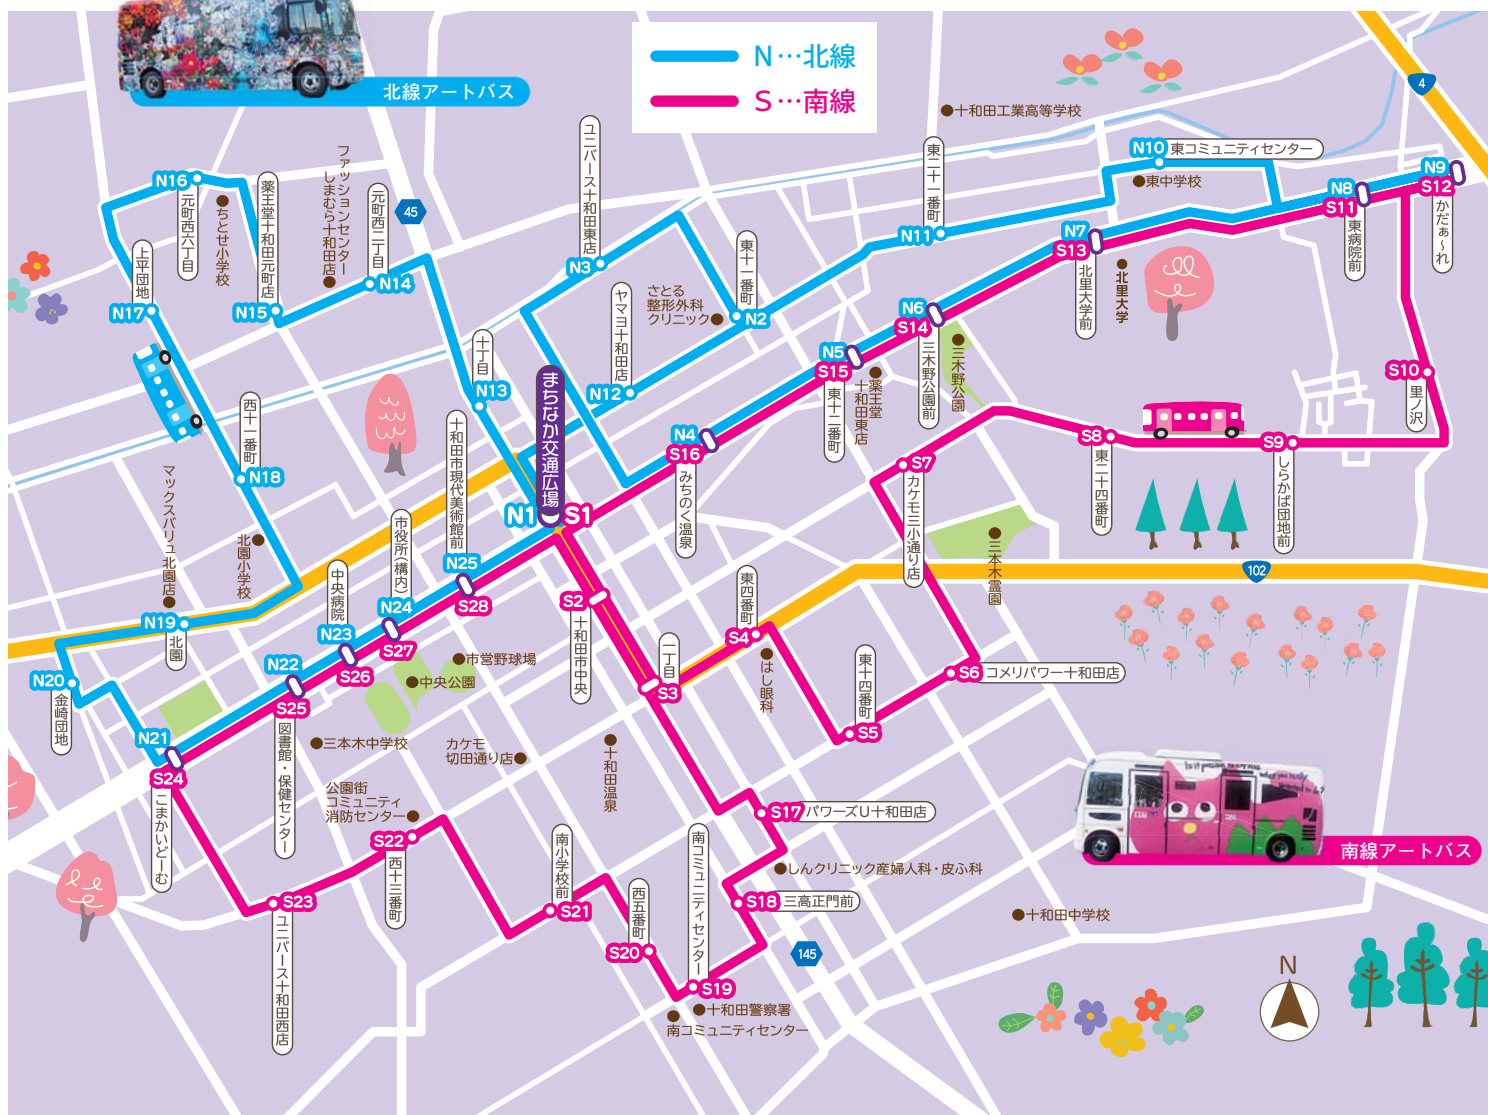 北線アートバス
N…北線
S…南線
4
十和田工業高等学校
N10
東コミュニティセンター
東中学校
東二十一番町
N11
N9
S12
かだぁ～れ
N8
S11
東病院前
N7
S13
北里大学前
北里大学
ユニバース十和田東店
N3
ファッションセンター
しまむら十和田店
元町西二丁目
N14
45
薬王堂十和田元町店
N15
N16
元町西六丁目
ちとせ小学校
上平団地
N17
東十一番町
N2
さとる
整形外科
クリニック
ヤマヨ十和田店
N12
N6
S14
三木野公園前
三木野公園
N5
S15
東十二番町
薬王堂
十和田東店
十丁目
N13
まちなか交通広場
N1
S1
N4
S16
みちのく温泉
S10
里ノ沢
S9
しらかば団地前
S8
東二十四番町
S7
カケモ三小通り店
三本木霊園
102
西十一番町
N18
マックスバリュ北園店
北園小学校
N19
北園
N20
金崎団地
十和田市現代美術館前
N25
S28
市役所（構内）
N24
S27
中央病院
N23
S26
N22
S25
図書館・保健センター
N21
S24
こまかいどーむ
市営野球場
中央公園
三本木中学校
カケモ
切田通り店
公園街
コミュニティ
消防センター
S2
十和田市中央
一丁目
S3
東四番町
S4
はし眼科
東十四番町
S5
S6
コメリパワー十和田店
十和田温泉
S17
パワーズU十和田店
しんクリニック産婦人科・皮ふ科
S18
三高正門前
145
十和田中学校
南コミュニティセンター
S19
十和田警察署
南コミュニティセンター
西五番町
S20
南小学校前
S21
S22
西十三番町
S23
ユニバース十和田西店
南線アートバス
N